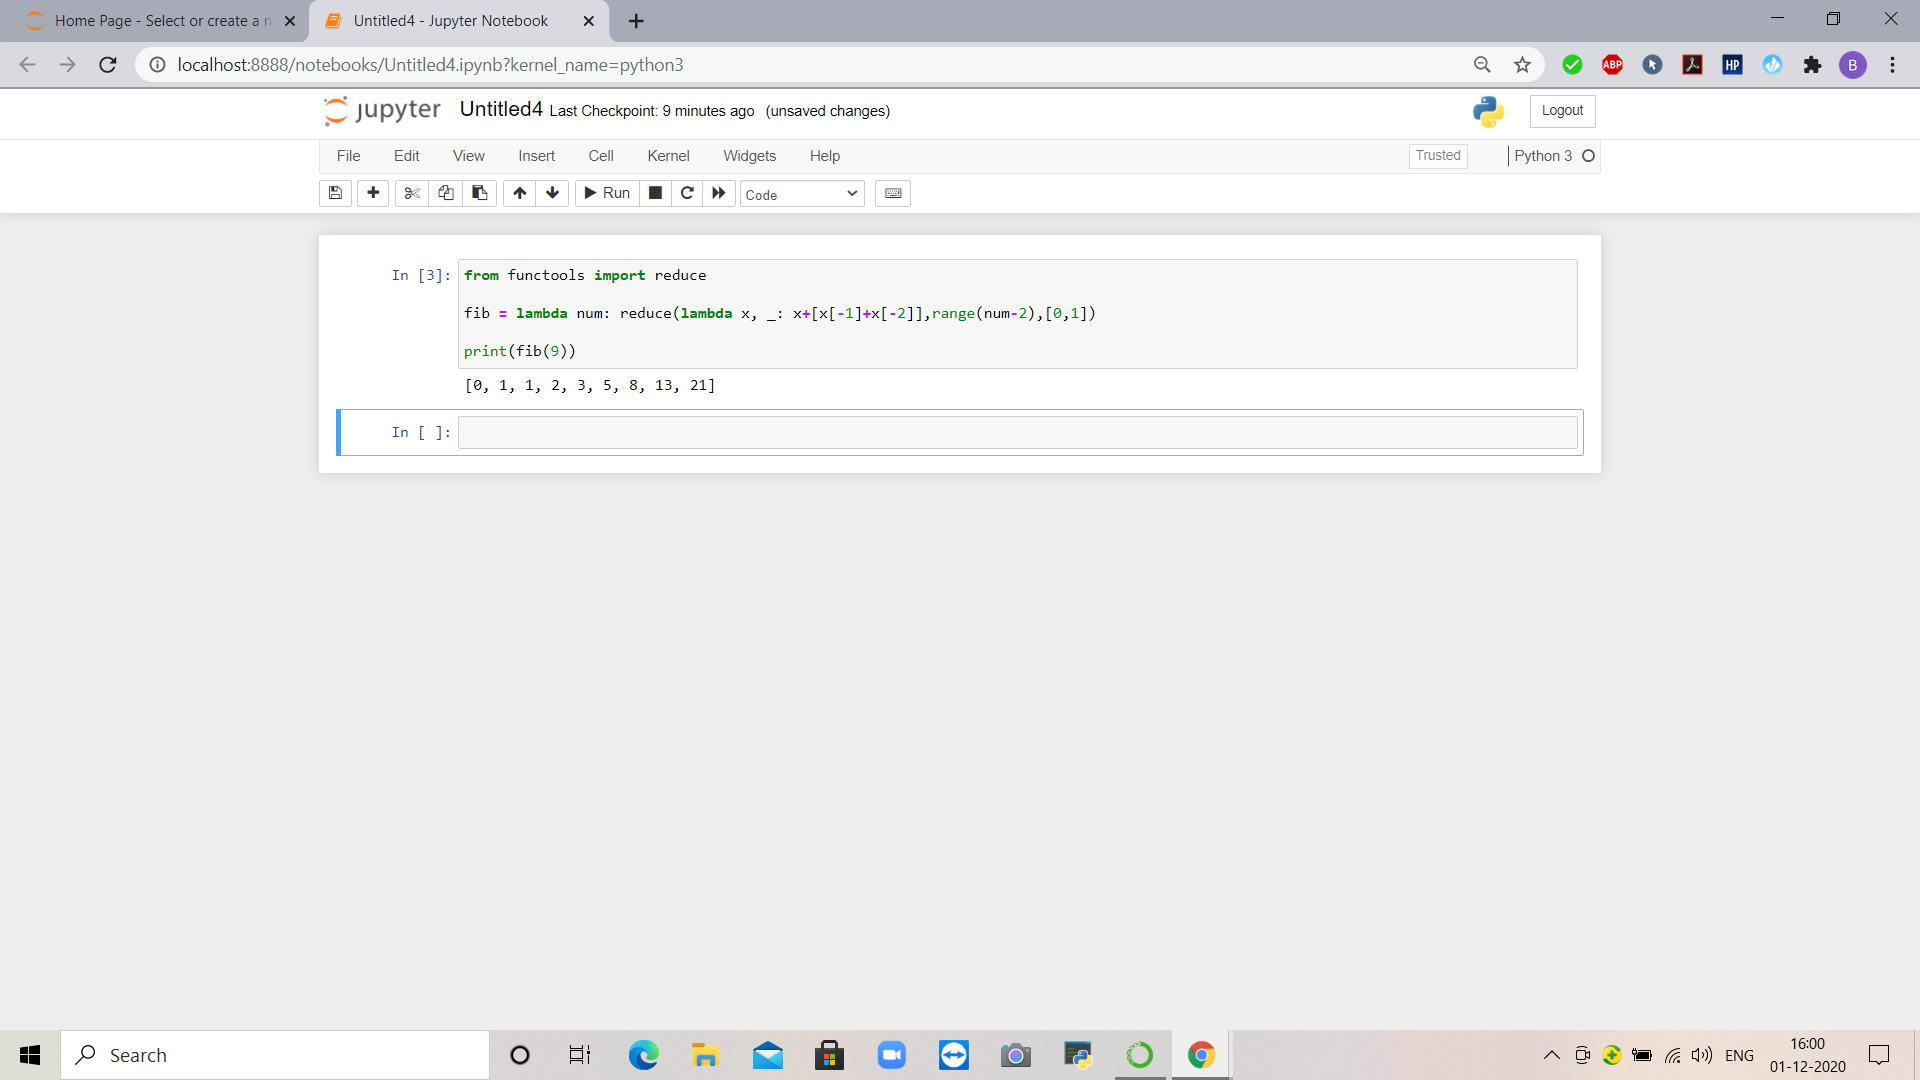 Home Page - Select or create a n
Untitled4 - Jupyter Notebook
localhost:8888/notebooks/Untitled4.ipynb?kernel_name=python3
ABP
HP
B
jupyter Untitled4 Last Checkpoint: 9 minutes ago (unsaved changes)
Logout
File Edit View Insert Cell Kernel Widgets Help
Trusted
Python 3
Run
Code
In [3]: from functools import reduce
fib = lambda num: reduce(lambda x, _: x+[x[-1]+x[-2]],range(num-2),[0,1])
print(fib(9))
[0, 1, 1, 2, 3, 5, 8, 13, 21]
In [ ]:
Search
ENG
16:00
01-12-2020